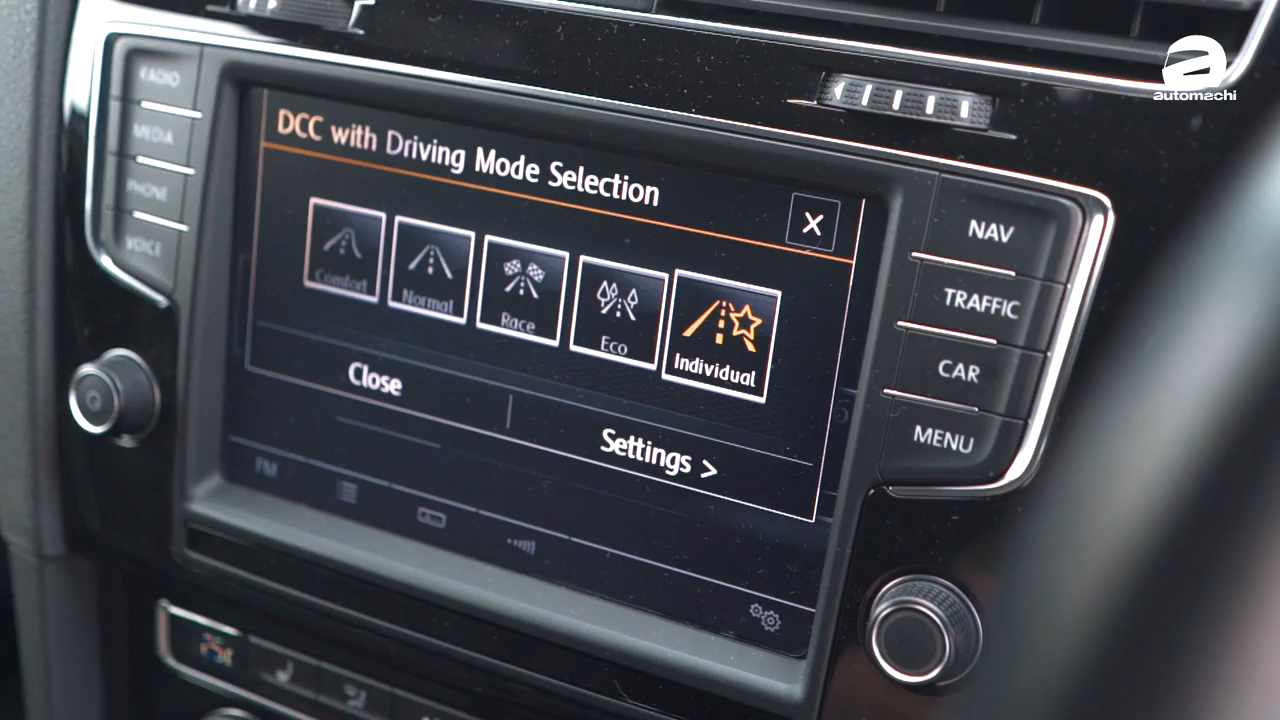 automachi
RADIO
MEDIA
PHONE
VOICE
DCC with Driving Mode Selection
X
Comfort
Normal
Race
Eco
Individual
Close
Settings >
FM
NAV
TRAFFIC
CAR
MENU